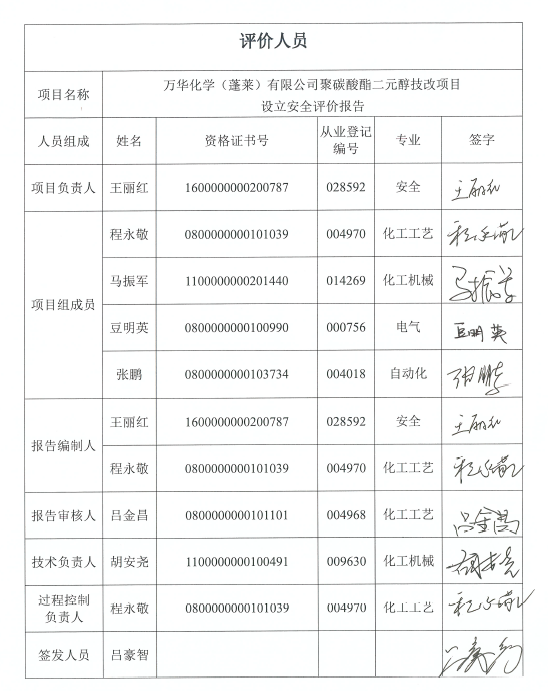 评价人员
项目名称 万华化学（蓬莱）有限公司聚碳酸酯二元醇技改项目
设立安全评价报告
人员组成 姓名 资格证书号 从业登记编号 专业 签字
项目负责人 王丽红 1600000000200787 028592 安全 王丽红
项目组成员 程永敬 0800000000101039 004970 化工工艺 程永敬
马振军 1100000000201440 014269 化工机械 马振军
豆明英 0800000000100990 000756 电气 豆明英
张鹏 0800000000103734 004018 自动化 张鹏
报告编制人 王丽红 1600000000200787 028592 安全 王丽红
程永敬 0800000000101039 004970 化工工艺 程永敬
报告审核人 吕金昌 0800000000101101 004968 化工工艺 吕金昌
技术负责人 胡安尧 1100000000100491 009630 化工机械 胡安尧
过程控制负责人 程永敬 0800000000101039 004970 化工工艺 程永敬
签发人员 吕豪智